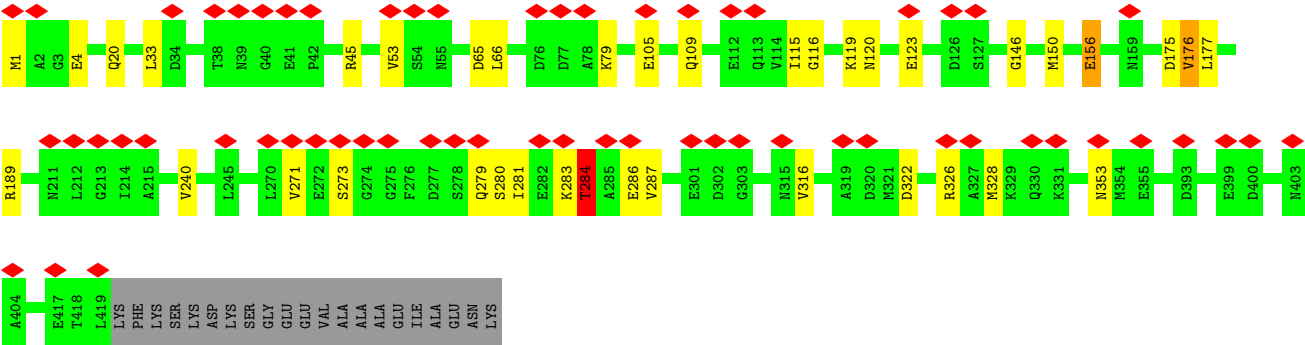 M1 A2 G3 E4 Q20 L33 D34 T38 N39 G40 E41 P42 R45 V53 S54 N55 D65 L66 D76 D77 A78 K79 E105 Q109 E112 Q113 V114 I115 G116 K119 N120 E123 D126 S127 G146 M150 E156 N159 D175 V176 L177
R189 N211 L212 G213 I214 A215 V240 L245 L270 V271 E272 S273 G274 G275 F276 D277 S278 Q279 S280 I281 E282 K283 T284 A285 E286 V287 E301 D302 G303 N315 V316 A319 D320 M321 D322 R326 A327 M328 K329 Q330 K331 N353 M354 E355 D393 E399 D400 N403
A404 E417 T418 L419 LYS PHE LYS SER LYS ASP LYS SER GLY GLU GLU VAL ALA ALA ALA GLU ILE ALA GLU ASN LYS